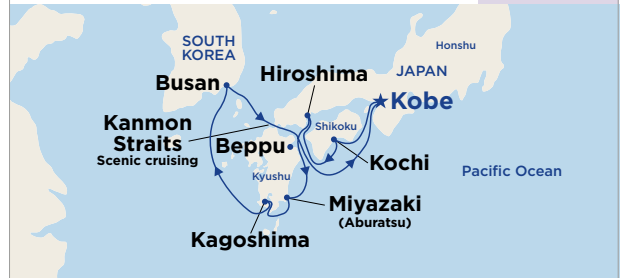 SOUTH
KOREA
Honshu
Hiroshima
JAPAN
Busan
Kobe
Kanmon
Straits
Scenic cruising
Shikoku
Beppu
Kochi
Pacific Ocean
Kyushu
Miyazaki
(Aburatsu)
Kagoshima